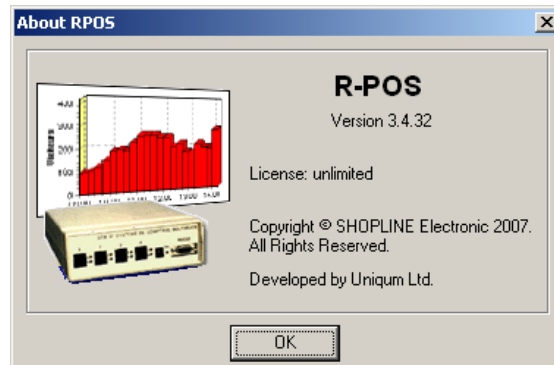 About RPOS
R-POS
Version 3.4.32
License: unlimited
Copyright © SHOPLINE Electronic 2007.
All Rights Reserved.
Developed by Uniqum Ltd.
OK